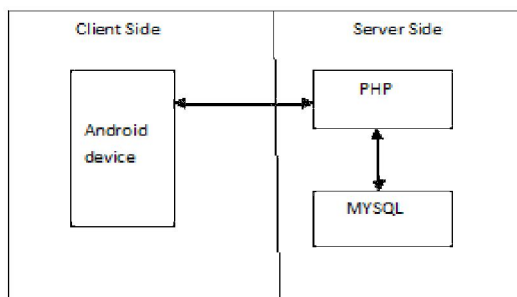 Client Side
Server Side
Android
device
PHP
MYSQL